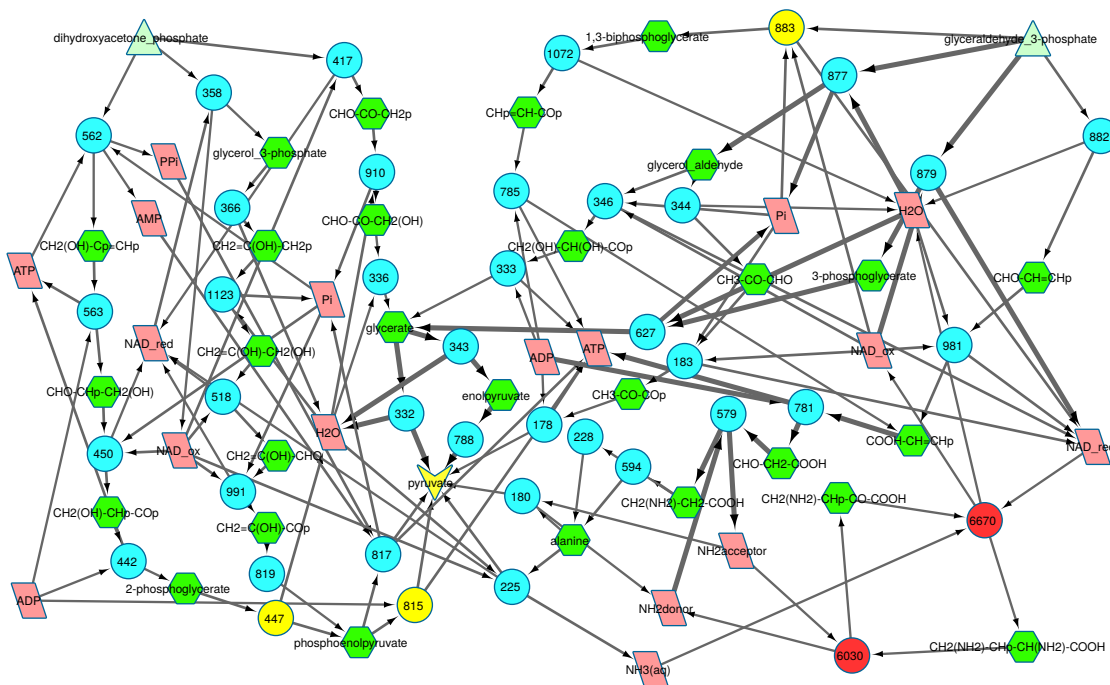 dihydroxyacetone_phosphate
417
1,3-biphosphoglycerate
883
glyceraldehyde_3-phosphate
1072
877
358
CHO-CO-CH2p
CHp=CH-COp
562
882
PPi
glycerol_3-phosphate
910
glycerol_aldehyde
879
785
346
344
Pi
H2O
AMP
366
CHO-CO-CH2(OH)
CH2(OH)-Cp=CHp
CH2=C(OH)-CH2p
CH2(OH)-CH(OH)-COp
ATP
336
333
CH3-CO-CHO
3-phosphoglycerate
CHO-CH=CHp
1123
Pi
563
glycerate
627
NAD_red
343
ADP
ATP
NAD_ox
981
CH2=C(OH)-CH2(OH)
183
CHO-CHp-CH2(OH)
518
enolpyruvate
CH3-CO-COp
332
579
781
178
H2O
788
228
COOH-CH=CHp
NAD_red
450
NAD_ox
CH2=C(OH)-CHO
594
CHO-CH2-COOH
991
pyruvate
180
CH2(NH2)-CH2-COOH
CH2(NH2)-CHp-CO-COOH
CH2(OH)-CHp-COp
6670
CH2=C(OH)-COp
alanine
NH2acceptor
442
817
819
225
2-phosphoglycerate
ADP
447
815
NH2donor
phosphoenolpyruvate
CH2(NH2)-CHp-CH(NH2)-COOH
6030
NH3(aq)